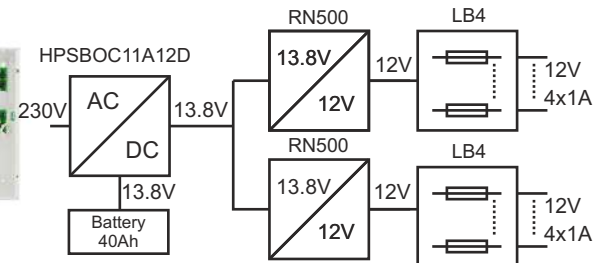 HPSBOC11A12D
230V
AC
DC
13.8V
13.8V
Battery
40Ah
RN500
13.8V
12V
12V
LB4
12V
4x1A
RN500
13.8V
12V
12V
LB4
12V
4x1A